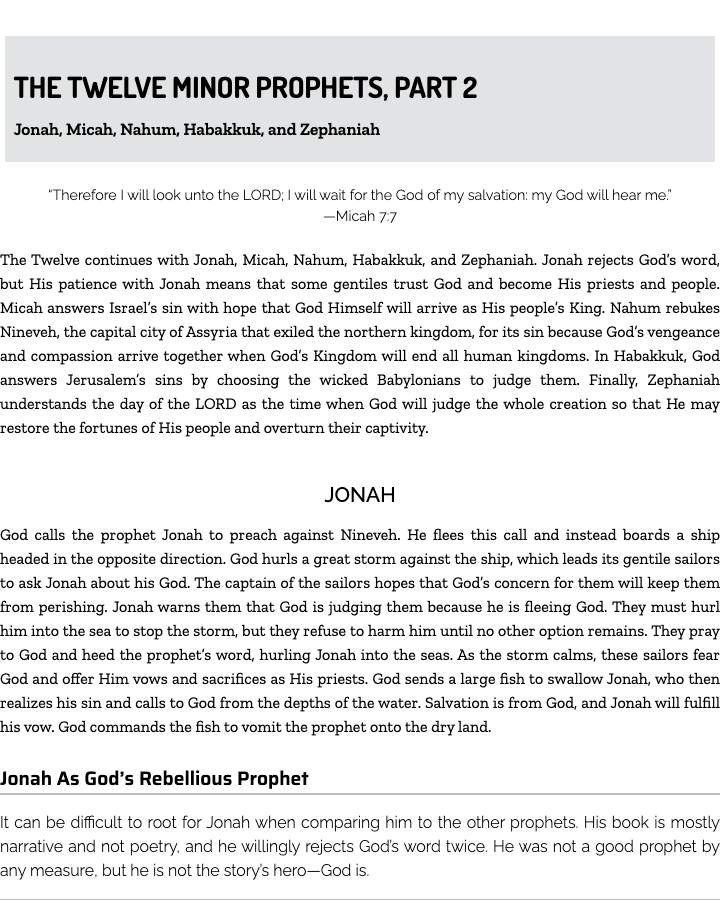 THE TWELVE MINOR PROPHETS, PART 2
Jonah, Micah, Nahum, Habakkuk, and Zephaniah
“Therefore I will look unto the LORD; I will wait for the God of my salvation: my God will hear me.”
—Micah 7:7
The Twelve continues with Jonah, Micah, Nahum, Habakkuk, and Zephaniah. Jonah rejects God’s word,
but His patience with Jonah means that some gentiles trust God and become His priests and people.
Micah answers Israel’s sin with hope that God Himself will arrive as His people’s King. Nahum rebukes
Nineveh, the capital city of Assyria that exiled the northern kingdom, for its sin because God’s vengeance
and compassion arrive together when God’s Kingdom will end all human kingdoms. In Habakkuk, God
answers Jerusalem’s sins by choosing the wicked Babylonians to judge them. Finally, Zephaniah
understands the day of the LORD as the time when God will judge the whole creation so that He may
restore the fortunes of His people and overturn their captivity.
JONAH
God calls the prophet Jonah to preach against Nineveh. He flees this call and instead boards a ship
headed in the opposite direction. God hurls a great storm against the ship, which leads its gentile sailors
to ask Jonah about his God. The captain of the sailors hopes that God’s concern for them will keep them
from perishing. Jonah warns them that God is judging them because he is fleeing God. They must hurl
him into the sea to stop the storm, but they refuse to harm him until no other option remains. They pray
to God and heed the prophet’s word, hurling Jonah into the seas. As the storm calms, these sailors fear
God and offer Him vows and sacrifices as His priests. God sends a large fish to swallow Jonah, who then
realizes his sin and calls to God from the depths of the water. Salvation is from God, and Jonah will fulfill
his vow. God commands the fish to vomit the prophet onto the dry land.
Jonah As God’s Rebellious Prophet
It can be difficult to root for Jonah when comparing him to the other prophets. His book is mostly
narrative and not poetry, and he willingly rejects God’s word twice. He was not a good prophet by
any measure, but he is not the story’s hero—God is.